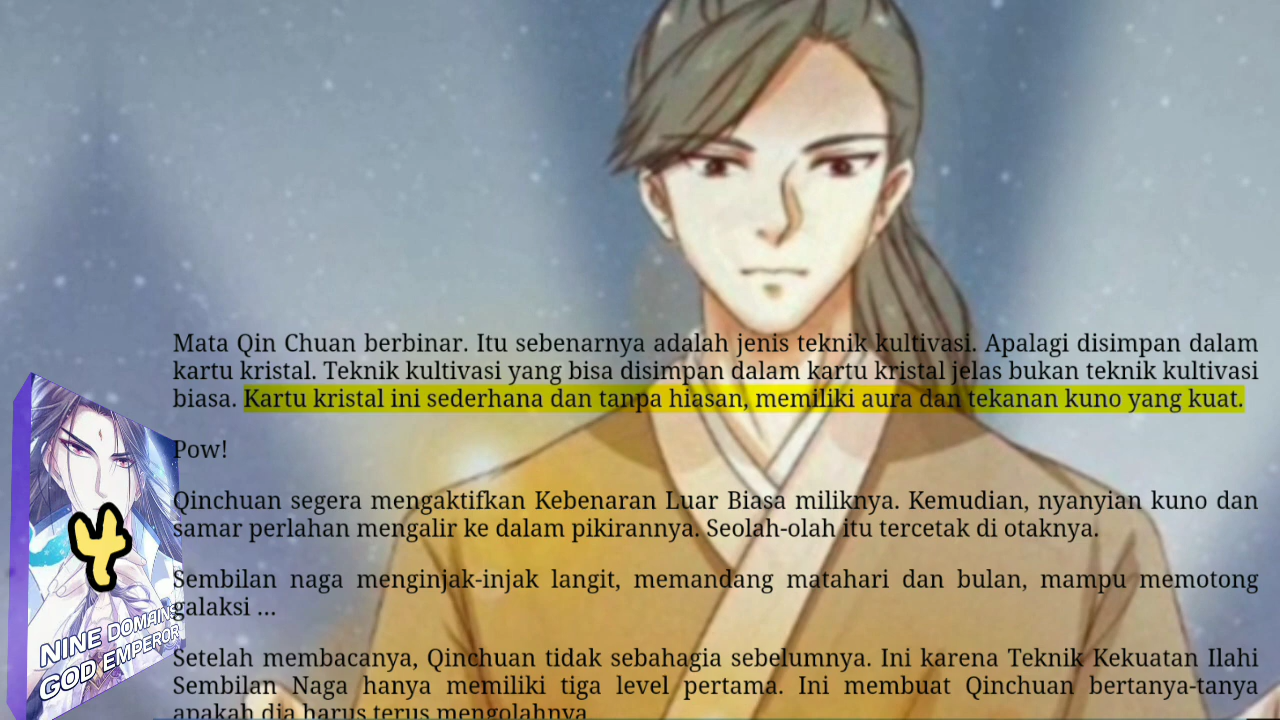 Mata Qin Chuan berbinar. Itu sebenarnya adalah jenis teknik kultivasi. Apalagi disimpan dalam
kartu kristal. Teknik kultivasi yang bisa disimpan dalam kartu kristal jelas bukan teknik kultivasi
biasa. Kartu kristal ini sederhana dan tanpa hiasan, memiliki aura dan tekanan kuno yang kuat.
Pow!
Qinchuan segera mengaktifkan Kebenaran Luar Biasa miliknya. Kemudian, nyanyian kuno dan
samar perlahan mengalir ke dalam pikirannya. Seolah-olah itu tercetak di otaknya.
Sembilan naga menginjak-injak langit, memandang matahari dan bulan, mampu memotong
galaksi ...
Setelah membacanya, Qinchuan tidak sebahagia sebelumnya. Ini karena Teknik Kekuatan Ilahi
Sembilan Naga hanya memiliki tiga level pertama. Ini membuat Qinchuan bertanya-tanya
apakah dia harus terus mengolahnya
NINE DOMAINS
GOD EMPEROR